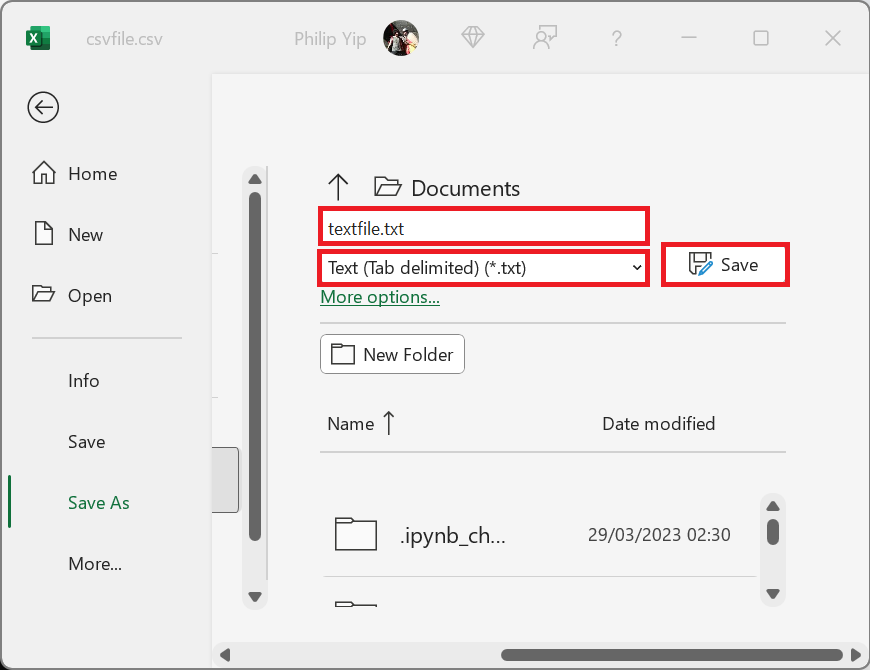 csvfile.csv
Philip Yip
?
Home
New
Open
Info
Save
Save As
More...
Documents
textfile.txt
Text (Tab delimited) (*.txt)
Save
More options...
New Folder
Name
Date modified
.ipynb_ch...
29/03/2023 02:30